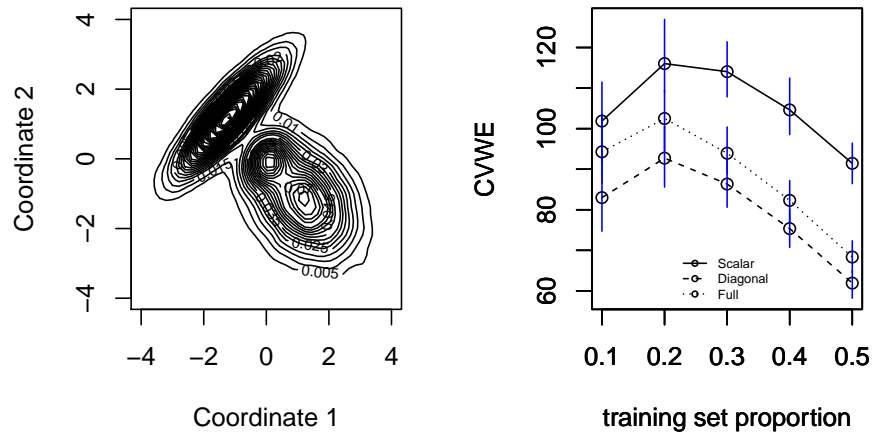 Coordinate 2
4
2
0
−2
−4
0.02
0.01
0.015
0.025
0.005
−4 −2 0 2 4
Coordinate 1
CVWE
120
100
80
60
Scalar
Diagonal
Full
0.1 0.2 0.3 0.4 0.5
training set proportion